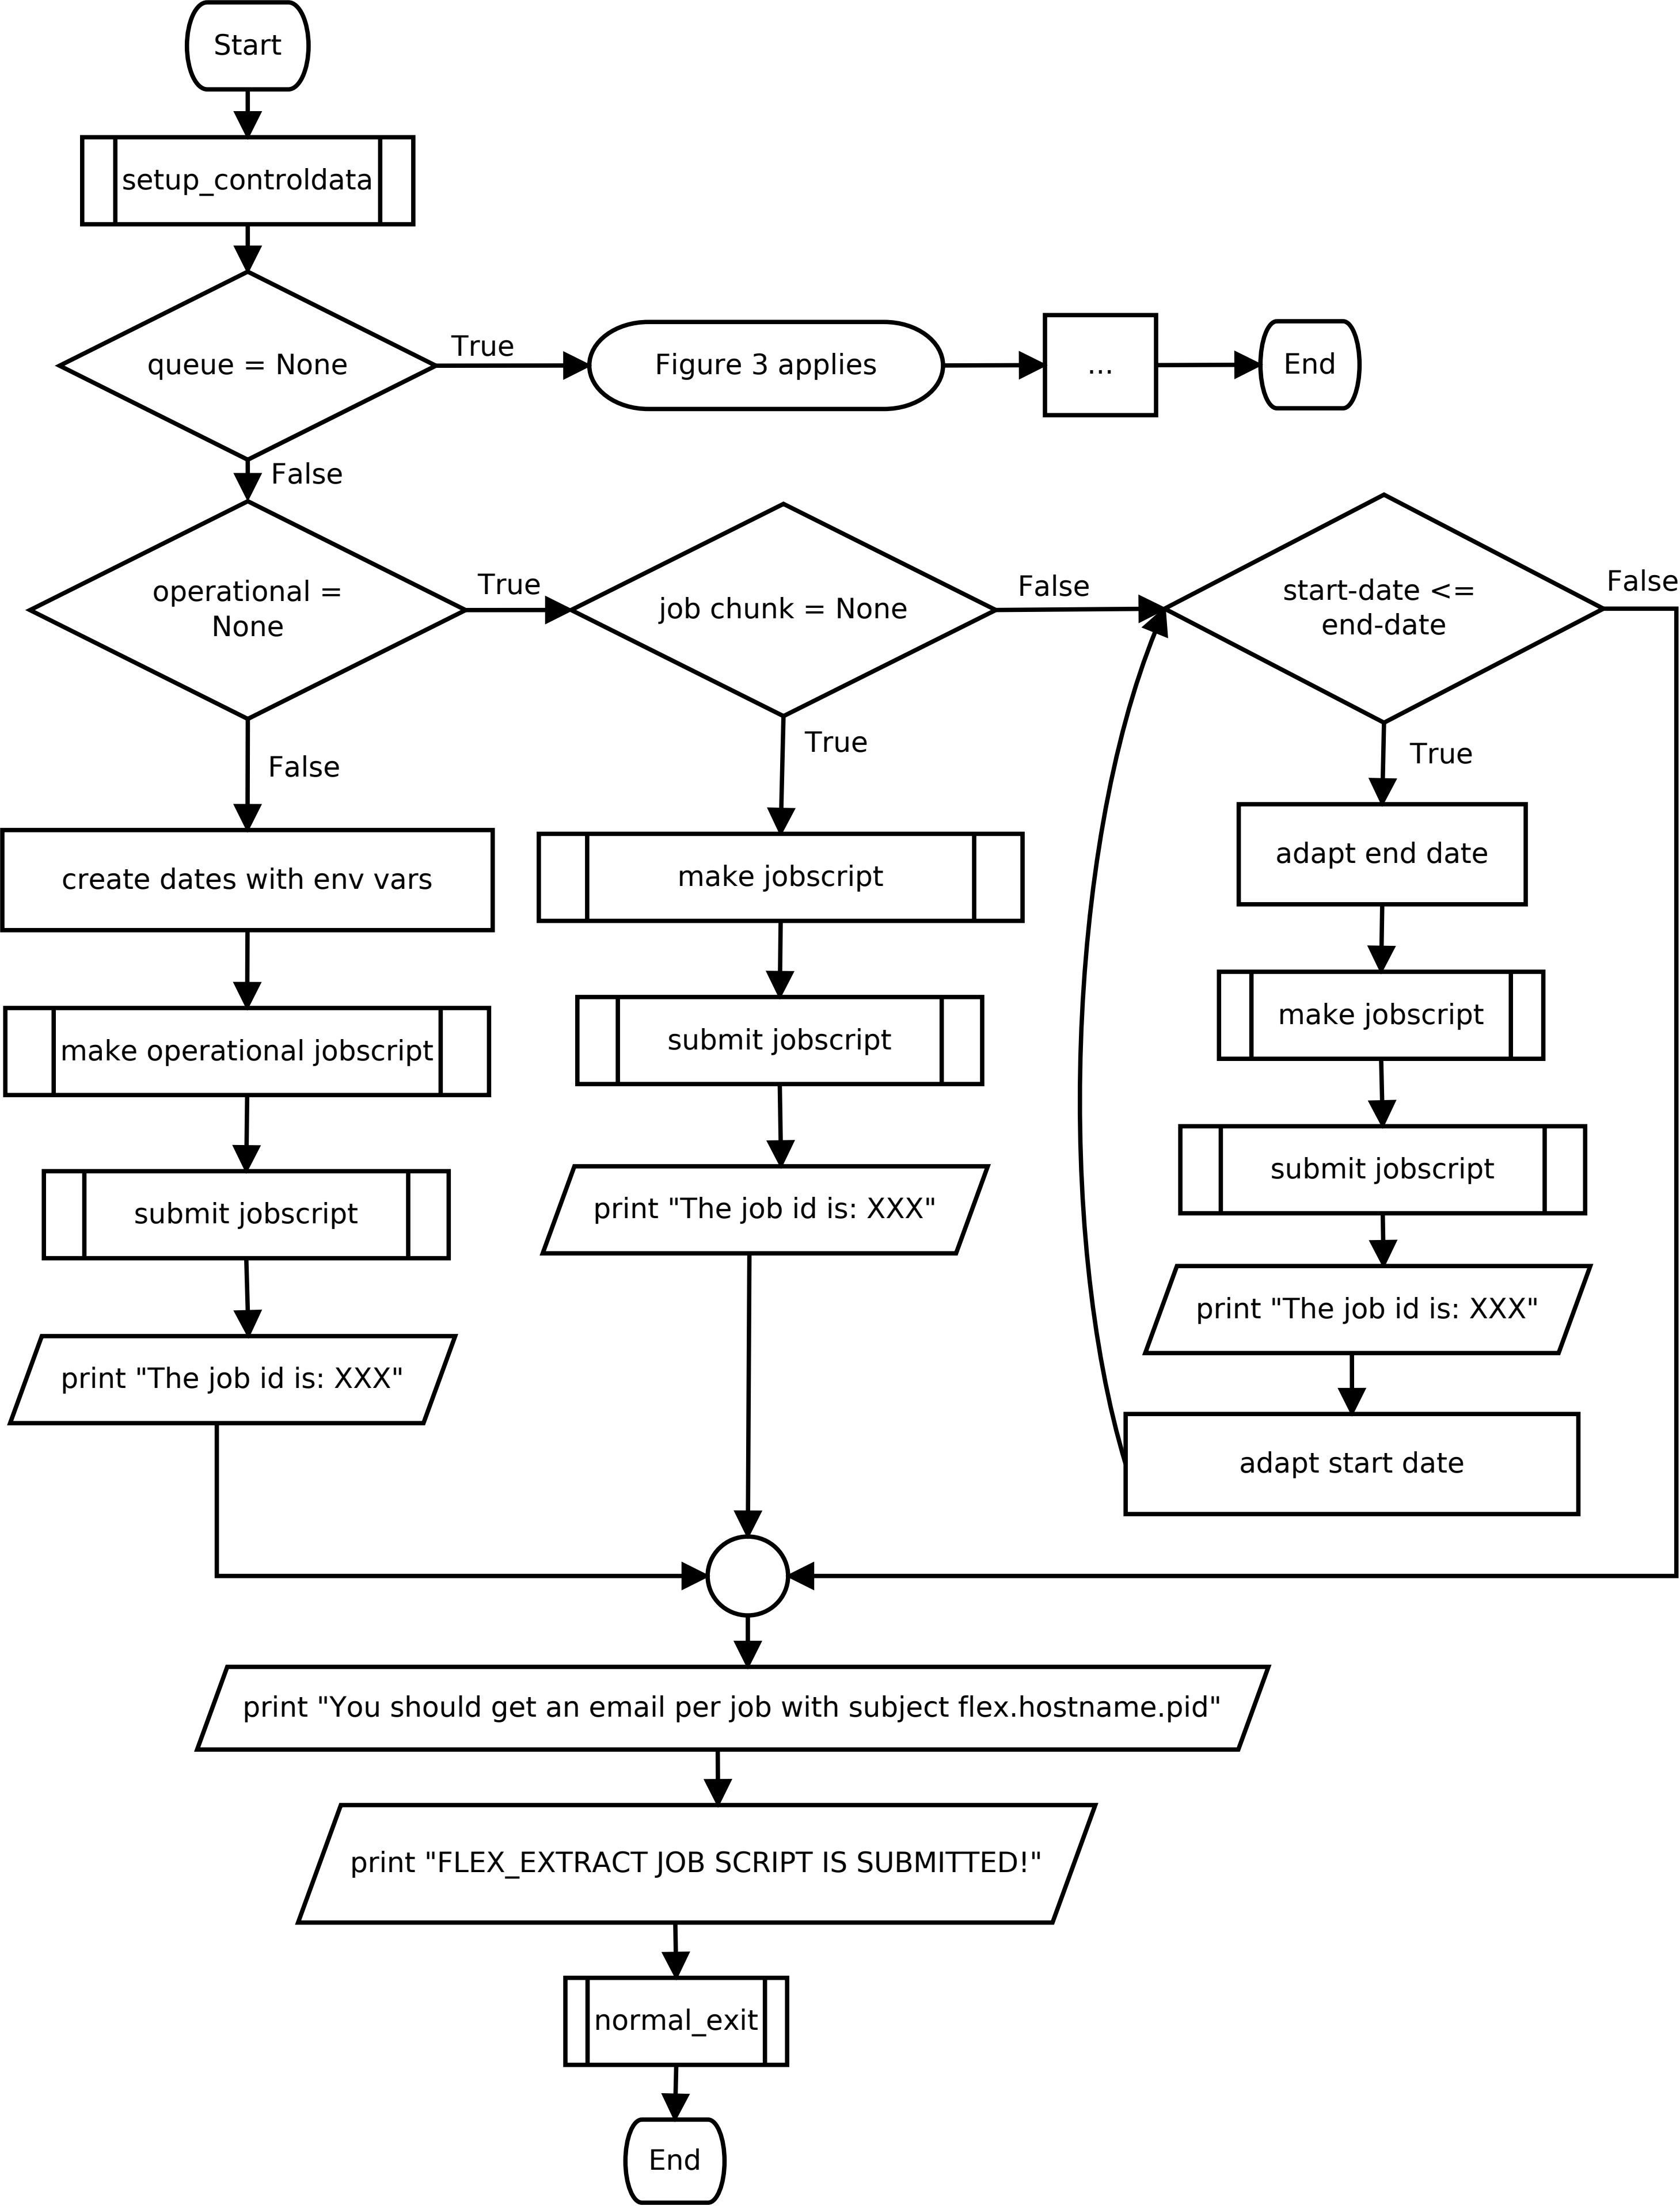 Start
setup_controldata
queue = None
True
Figure 3 applies
...
End
False
operational =
None
True
job chunk = None
False
start-date <=
end-date
False
False
create dates with env vars
make operational jobscript
submit jobscript
print "The job id is: XXX"
True
make jobscript
submit jobscript
print "The job id is: XXX"
True
adapt end date
make jobscript
submit jobscript
print "The job id is: XXX"
adapt start date
print "You should get an email per job with subject flex.hostname.pid"
print "FLEX_EXTRACT JOB SCRIPT IS SUBMITTED!"
normal_exit
End